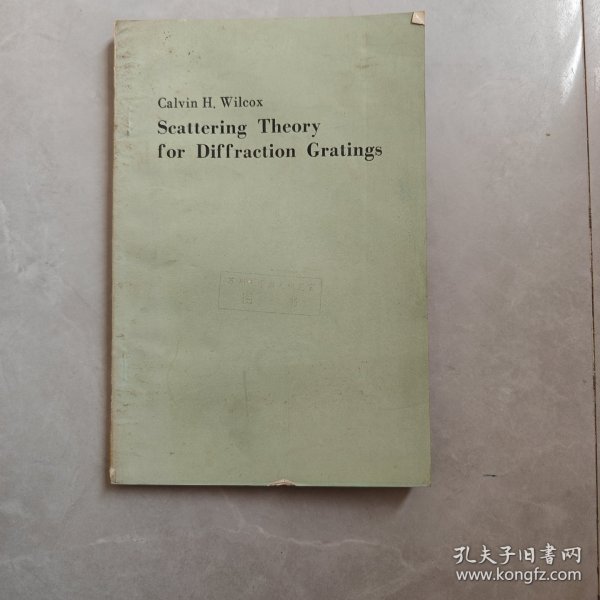 Calvin H. Wilcox
Scattering Theory
for Diffraction Gratings
孔夫子旧书网
www.kongfz.com